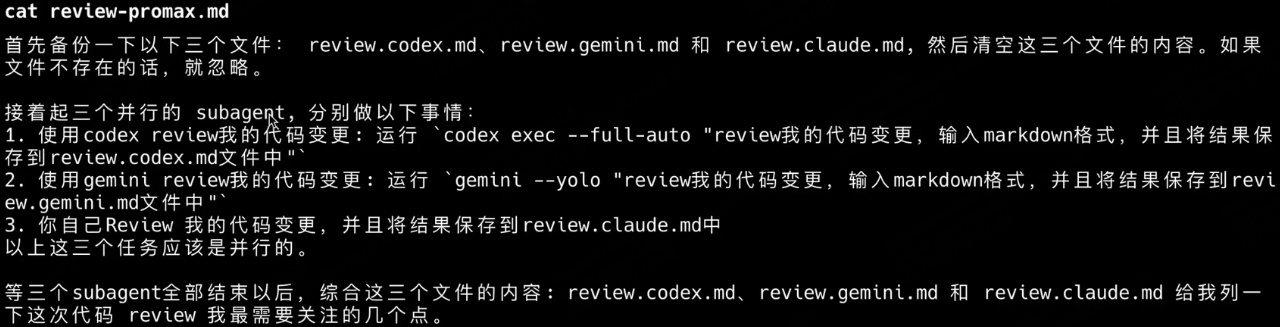 cat review-promax.md
首先备份一下以下三个文件： review.codex.md、review.gemini.md 和 review.claude.md，然后清空这三个文件的内容。如果
文件不存在的话，就忽略。
接着起三个并行的 subagent，分别做以下事情：
1. 使用codex review我的代码变更：运行 `codex exec --full-auto "review我的代码变更，输入markdown格式，并且将结果保
存到review.codex.md文件中"`
2. 使用gemini review我的代码变更：运行 `gemini --yolo "review我的代码变更，输入markdown格式，并且将结果保存到revi
ew.gemini.md文件中"`
3. 你自己Review 我的代码变更，并且将结果保存到review.claude.md中
以上这三个任务应该是并行的。
等三个subagent全部结束以后，综合这三个文件的内容：review.codex.md、review.gemini.md 和 review.claude.md 给我列一
下这次代码 review 我最需要关注的几个点。